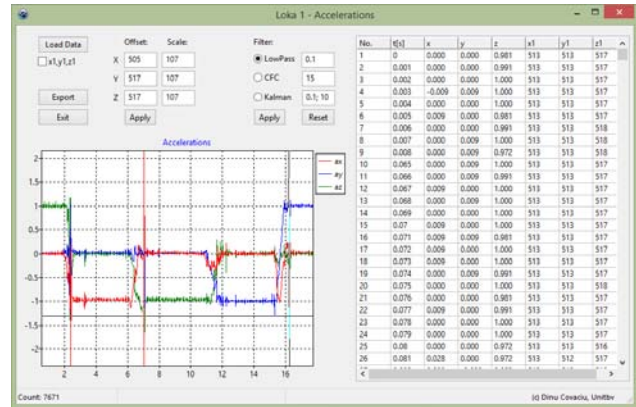 Loka 1 - Accelerations
Load Data
x1,y1,z1
Export
Exit
Offset: Scale:
X 505 107
Y 517 107
Z 517 107
Apply
Filter:
LowPass 0.1
CFC 15
Kalman 0.1; 10
Apply Reset
Accelerations
2
1.5
1
0.5
0
-0.5
-1
-1.5
-2
2 4 6 8 10 12 14 16
ax
ay
az
No. t[s] x y z x1 y1 z1
1 0 0.000 0.000 0.981 513 513 517
2 0.001 0.000 0.000 0.991 513 513 517
3 0.002 0.000 0.000 1.000 513 513 517
4 0.003 -0.009 0.009 1.000 513 513 517
5 0.004 0.000 0.000 1.000 513 513 517
6 0.005 0.009 0.000 0.981 513 513 517
7 0.006 0.000 0.000 0.991 513 513 518
8 0.007 0.000 0.009 1.000 513 513 518
9 0.008 0.000 0.009 0.972 513 513 518
10 0.065 0.000 0.009 1.000 513 513 517
11 0.066 0.000 0.009 0.991 513 513 517
12 0.067 0.009 0.000 1.000 513 513 517
13 0.068 0.000 0.009 1.000 513 513 517
14 0.069 0.000 0.000 1.000 513 513 517
15 0.07 0.009 0.009 1.000 513 513 517
16 0.071 0.009 0.009 0.981 513 513 517
17 0.072 0.009 0.000 1.000 513 513 517
18 0.073 0.009 0.000 1.000 513 513 517
19 0.074 0.000 0.009 0.991 513 513 517
20 0.075 0.000 0.000 1.000 513 513 518
21 0.076 0.000 0.000 0.981 513 513 517
22 0.077 0.009 0.000 0.991 513 513 517
23 0.078 0.000 0.000 1.000 513 513 517
24 0.079 0.000 0.000 1.000 513 513 517
25 0.08 0.000 0.000 0.972 513 513 516
26 0.081 0.028 0.000 0.972 513 512 517
Count: 7671
(c) Dinu Covaciu, Unitbv